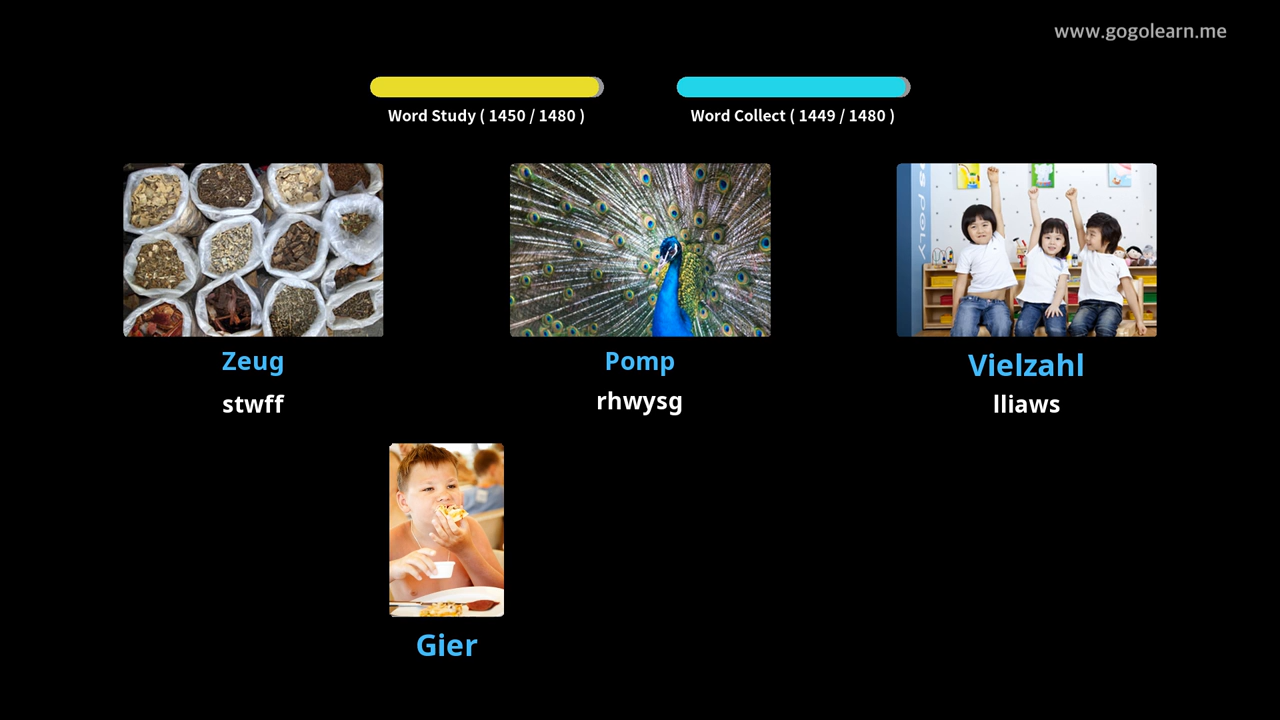 www.gogolearn.me
Word Study ( 1450 / 1480 )
Word Collect ( 1449 / 1480 )
Zeug
stwff
Pomp
rhwysg
Vielzahl
lliaws
Gier